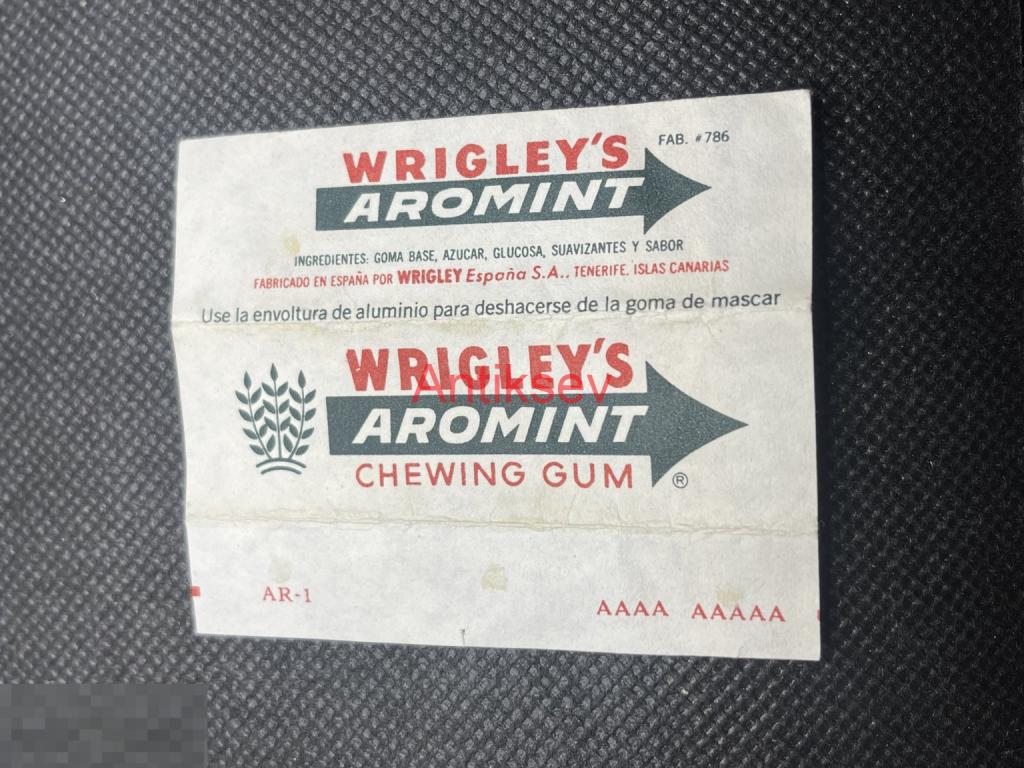 WRIGLEY'S
FAB. #786
AROMINT
INGREDIENTES: GOMA BASE, AZUCAR, GLUCOSA, SUAVIZANTES Y SABOR
FABRICADO EN ESPAÑA POR WRIGLEY España S.A., TENERIFE. ISLAS CANARIAS
Use la envoltura de aluminio para deshacerse de la goma de mascar
WRIGLEY'S
Antiksev
AROMINT
CHEWING GUM ®
AR-1
AAAA AAAAA